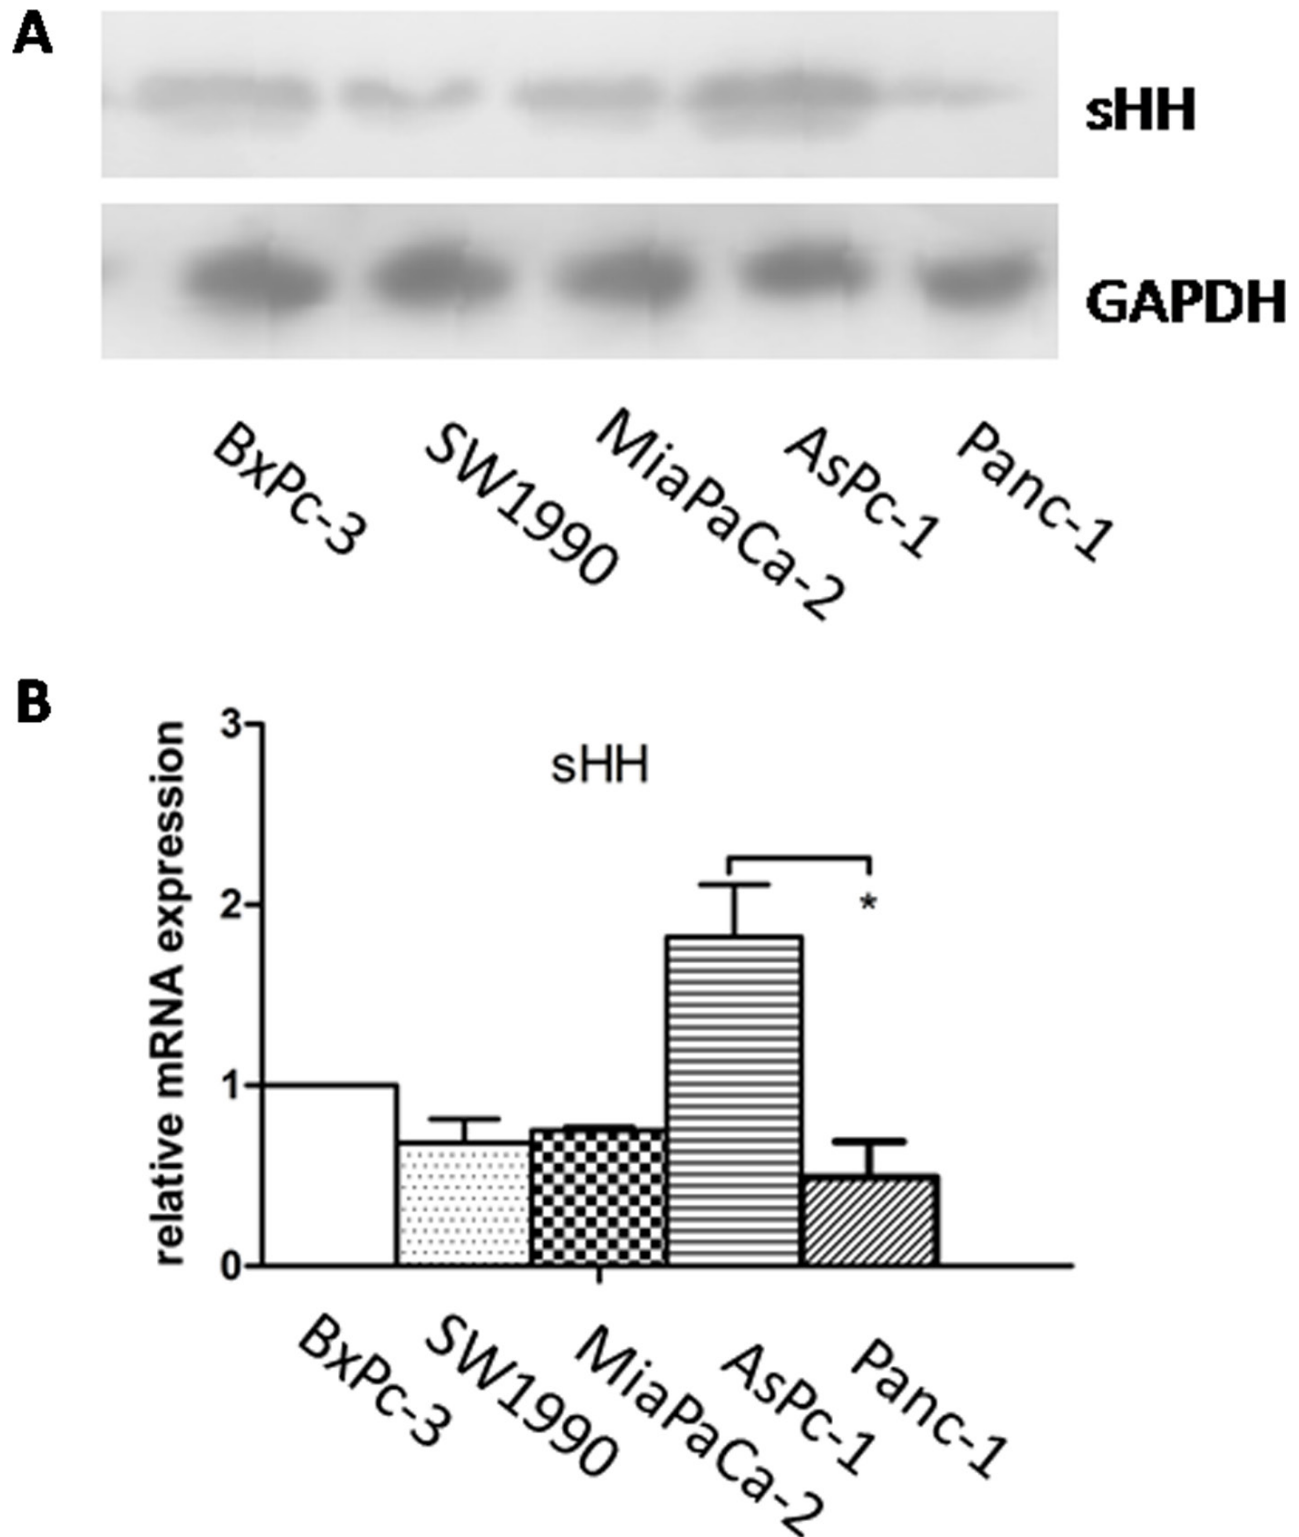 A
sHH
GAPDH
BxPc-3
SW1990
MiaPaCa-2
AsPc-1
Panc-1
B
relative mRNA expression
3
2
1
0
sHH
*
BxPc-3
SW1990
MiaPaCa-2
AsPc-1
Panc-1